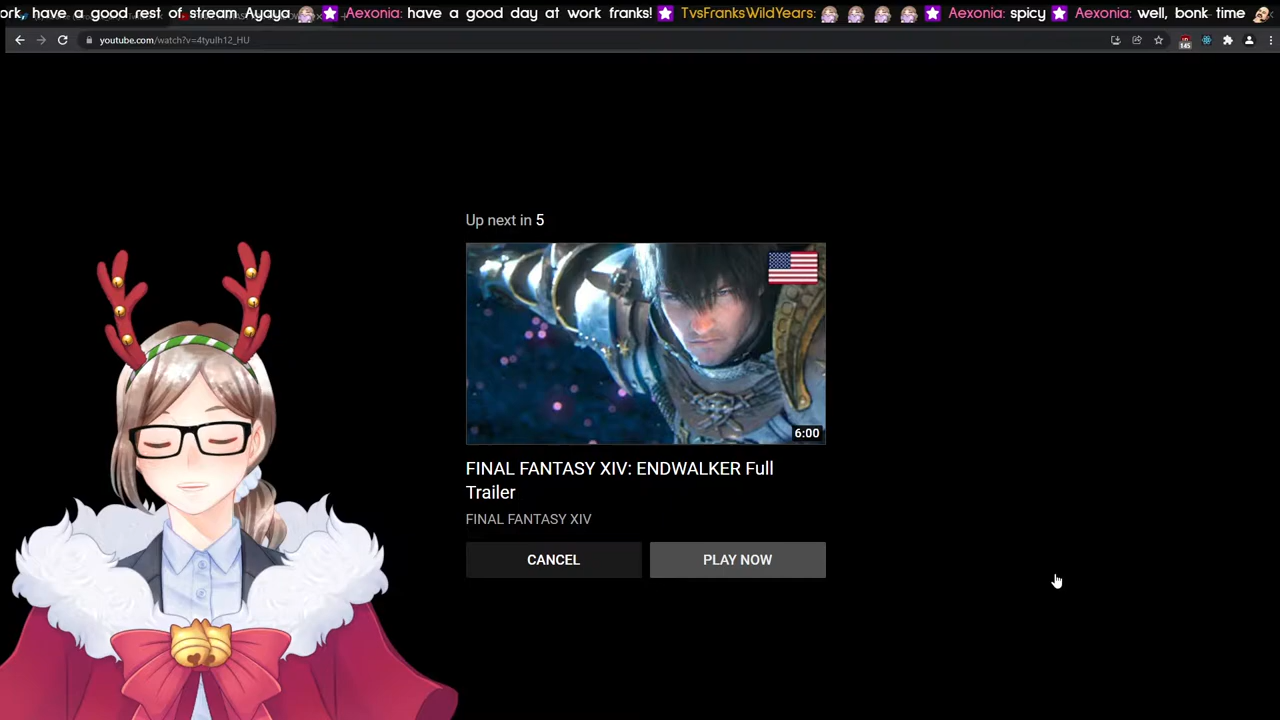 ork, have a good rest of stream Ayaya Aexonia: have a good day at work franks! TvsFranksWildYears: Aexonia: spicy Aexonia: well, bonk time
youtube.com/watch?v=4tyuIh12_HU
145
Up next in 5
6:00
FINAL FANTASY XIV: ENDWALKER Full
Trailer
FINAL FANTASY XIV
CANCEL
PLAY NOW